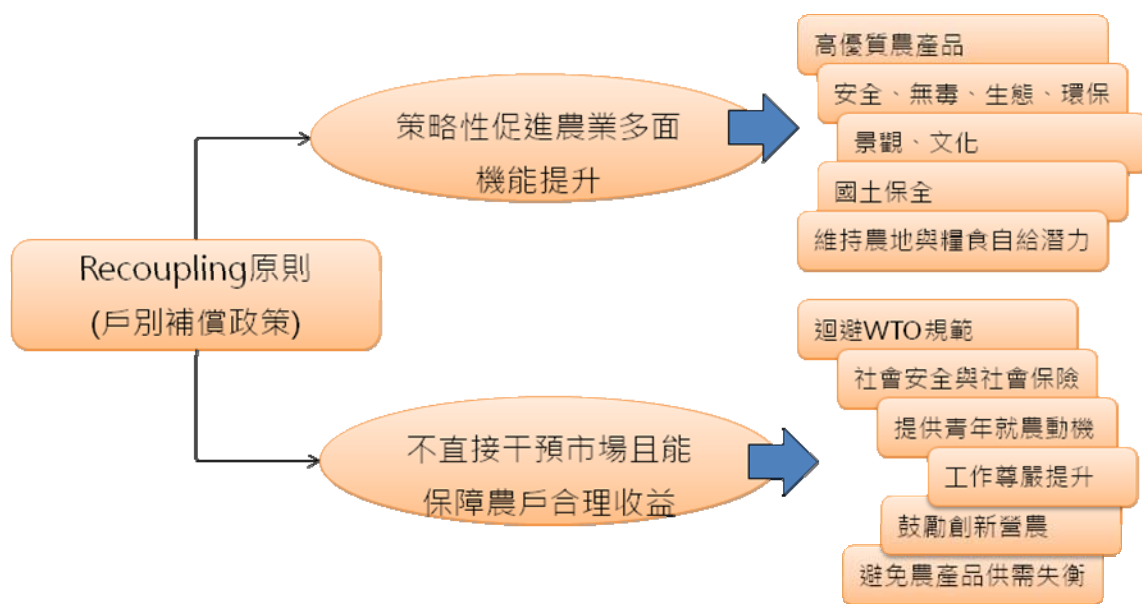 Recoupling原則
(戶別補償政策)
策略性促進農業多面
機能提升
高優質農產品
安全、無毒、生態、環保
景觀、文化
國土保全
維持農地與糧食自給潛力
不直接干預市場且能
保障農戶合理收益
迴避WTO規範
社會安全與社會保險
提供青年就農動機
工作尊嚴提升
鼓勵創新營農
避免農產品供需失衡